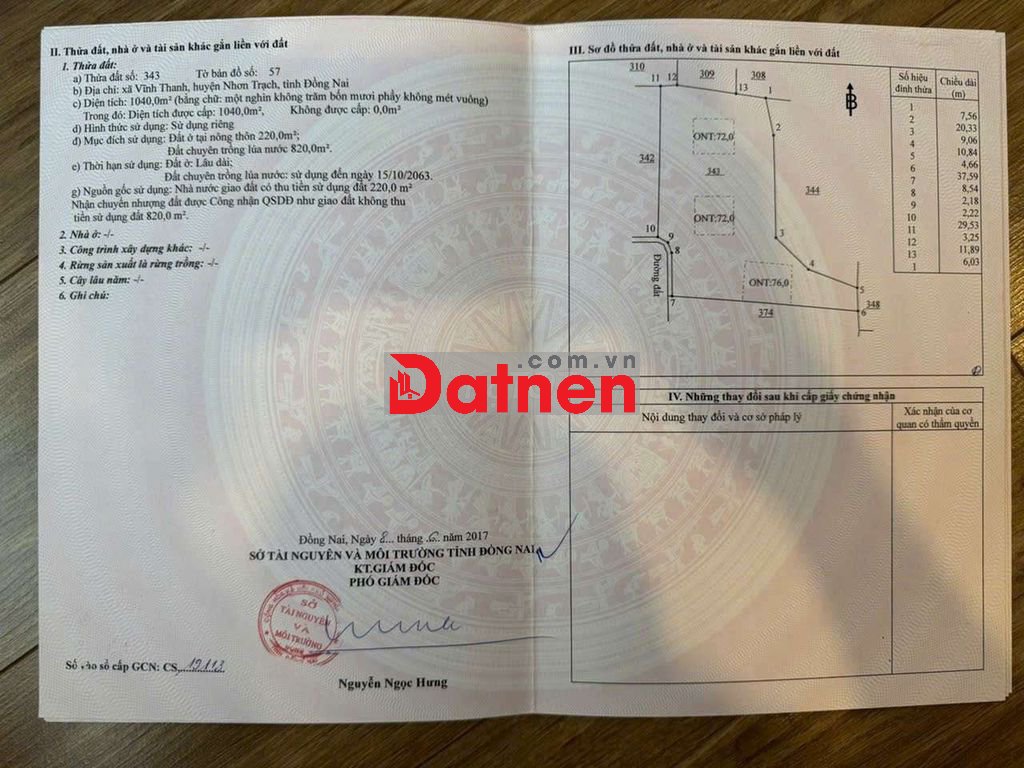 II. Thửa đất, nhà ở và tài sản khác gắn liền với đất
1. Thửa đất:
a) Thửa đất số: 343 Tờ bản đồ số: 57
b) Địa chỉ: xã Vĩnh Thanh, huyện Nhơn Trạch, tỉnh Đồng Nai
c) Diện tích: 1040,0m² (bằng chữ: một nghìn không trăm bốn mươi phẩy không mét vuông)
Trong đó: Diện tích được cấp: 1040,0m², Không được cấp: 0,0m²
d) Hình thức sử dụng: Sử dụng riêng
đ) Mục đích sử dụng: Đất ở tại nông thôn 220,0m²;
Đất chuyên trồng lúa nước 820,0m².
e) Thời hạn sử dụng: Đất ở: Lâu dài;
Đất chuyên trồng lúa nước: sử dụng đến ngày 15/10/2063.
g) Nguồn gốc sử dụng: Nhà nước giao đất có thu tiền sử dụng đất 220,0 m²
Nhận chuyển nhượng đất được Công nhận QSDĐ như giao đất không thu
tiền sử dụng đất 820,0 m².
2. Nhà ở: -/-
3. Công trình xây dựng khác: -/-
4. Rừng sản xuất là rừng trồng: -/-
5. Cây lâu năm: -/-
6. Ghi chú:
Đồng Nai, Ngày 8 tháng năm 2017
SỞ TÀI NGUYÊN VÀ MÔI TRƯỜNG TỈNH ĐỒNG NAI
KT.GIÁM ĐỐC
PHÓ GIÁM ĐỐC
SỞ
TÀI NGUYÊN
VÀ
MÔI TRƯỜNG
Nguyễn Ngọc Hưng
Số vào sổ cấp GCN: CS
III. Sơ đồ thửa đất, nhà ở và tài sản khác gắn liền với đất
310
11 12 309 308
13 1
B
ONT:72,0
2
342 343
344
ONT:72,0
10 9 3
8
4
Đường đất
ONT:76,0
5
7 348
374 6
Số hiệu đỉnh thửa Chiều dài (m)
1
7,56
2
20,33
3
9,06
4
10,84
5
4,66
6
37,59
7
8,54
8
2,18
9
2,22
10
29,53
11
3,25
12
11,89
13
6,03
1
IV. Những thay đổi sau khi cấp giấy chứng nhận
Nội dung thay đổi và cơ sở pháp lý
Xác nhận của cơ
quan có thẩm quyền
.com.vn
Datnen